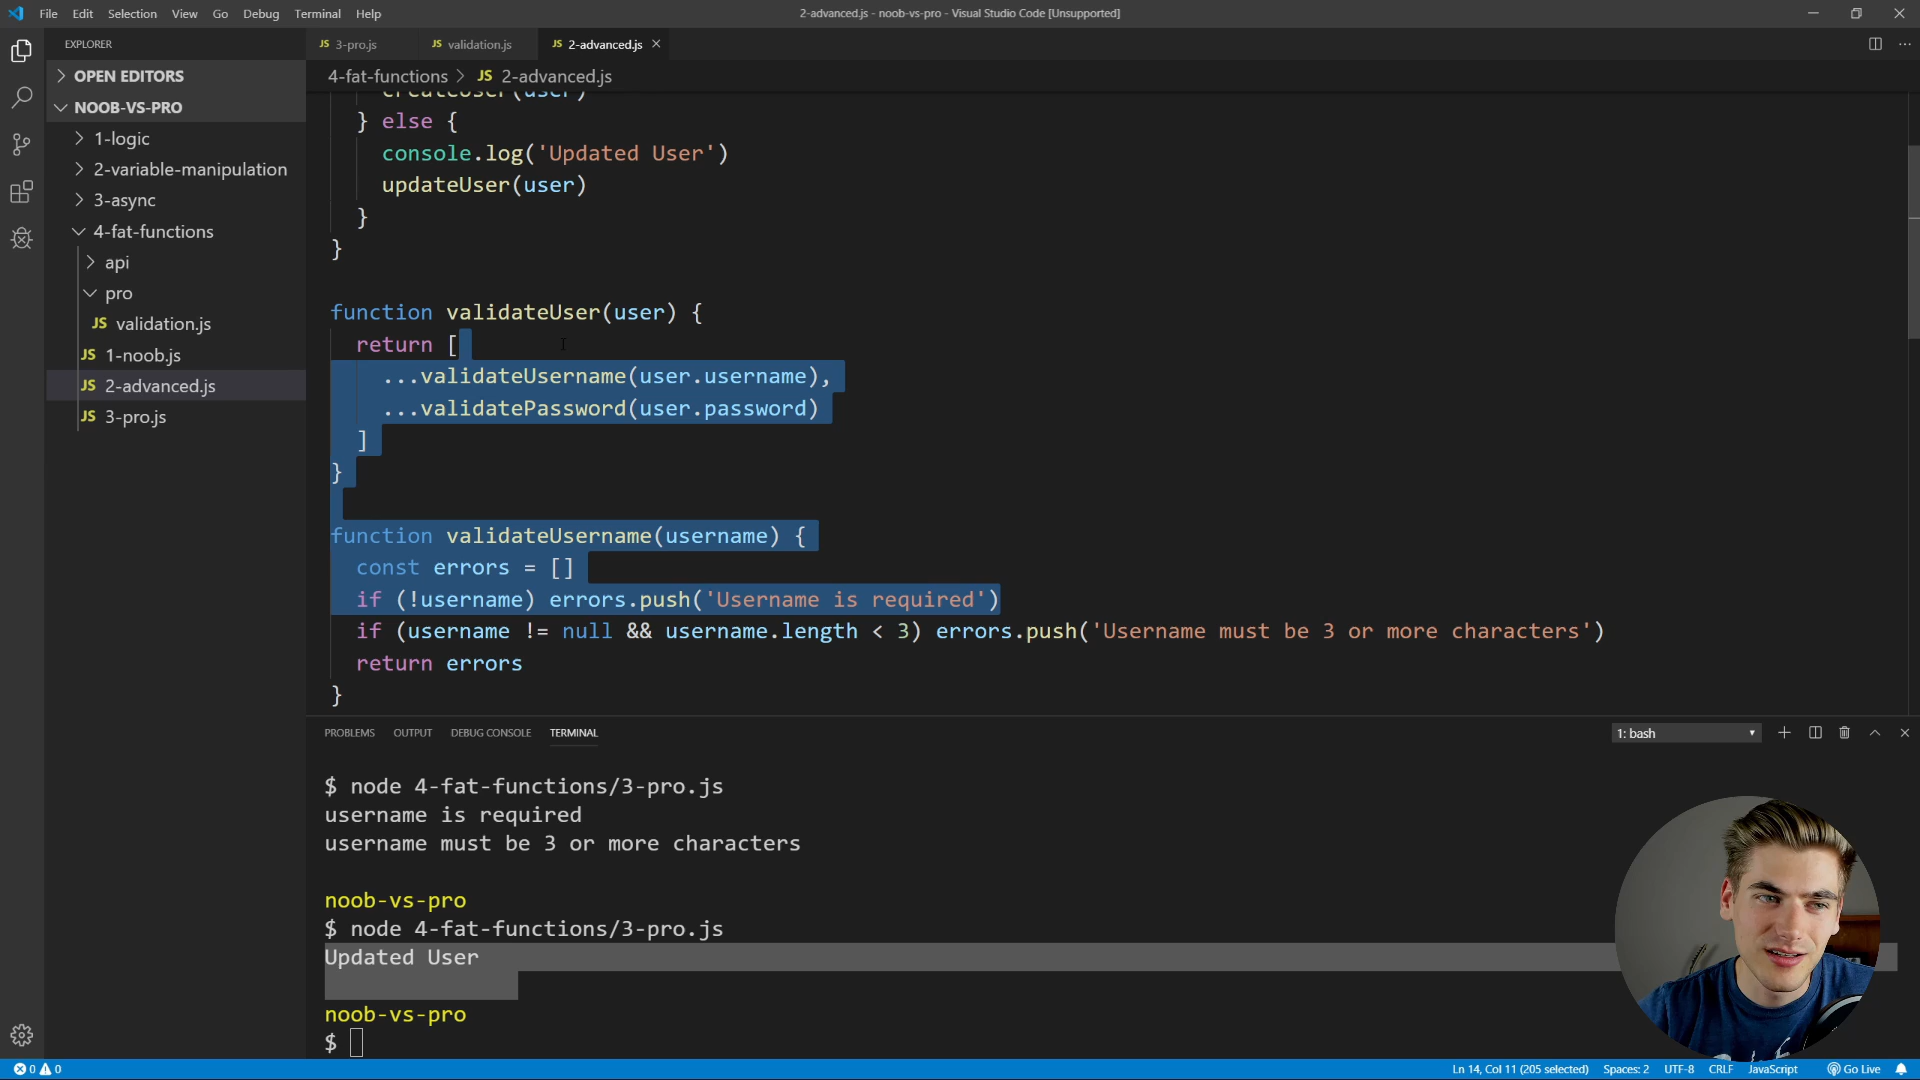 File Edit Selection View Go Debug Terminal Help
2-advanced.js - noob-vs-pro - Visual Studio Code [Unsupported]
EXPLORER
OPEN EDITORS
NOOB-VS-PRO
1-logic
2-variable-manipulation
3-async
4-fat-functions
api
pro
JS validation.js
JS 1-noob.js
JS 2-advanced.js
JS 3-pro.js
JS 3-pro.js
JS validation.js
JS 2-advanced.js
4-fat-functions > JS 2-advanced.js
createUser(user)
} else {
console.log('Updated User')
updateUser(user)
}
}
function validateUser(user) {
return [
...validateUsername(user.username),
...validatePassword(user.password)
]
}
function validateUsername(username) {
const errors = []
if (!username) errors.push('Username is required')
if (username != null && username.length < 3) errors.push('Username must be 3 or more characters')
return errors
}
PROBLEMS OUTPUT DEBUG CONSOLE TERMINAL
1: bash
$ node 4-fat-functions/3-pro.js
username is required
username must be 3 or more characters
noob-vs-pro
$ node 4-fat-functions/3-pro.js
Updated User
noob-vs-pro
$
0 0
Ln 14, Col 11 (205 selected) Spaces: 2 UTF-8 CRLF JavaScript Go Live